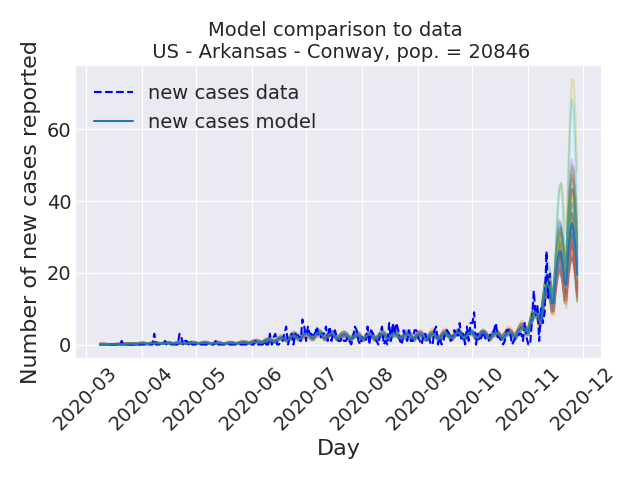 Model comparison to data
US - Arkansas - Conway, pop. = 20846
new cases data
new cases model
Number of new cases reported
60
40
20
0
2020-03
2020-04
2020-05
2020-06
2020-07
2020-08
2020-09
2020-10
2020-11
2020-12
Day